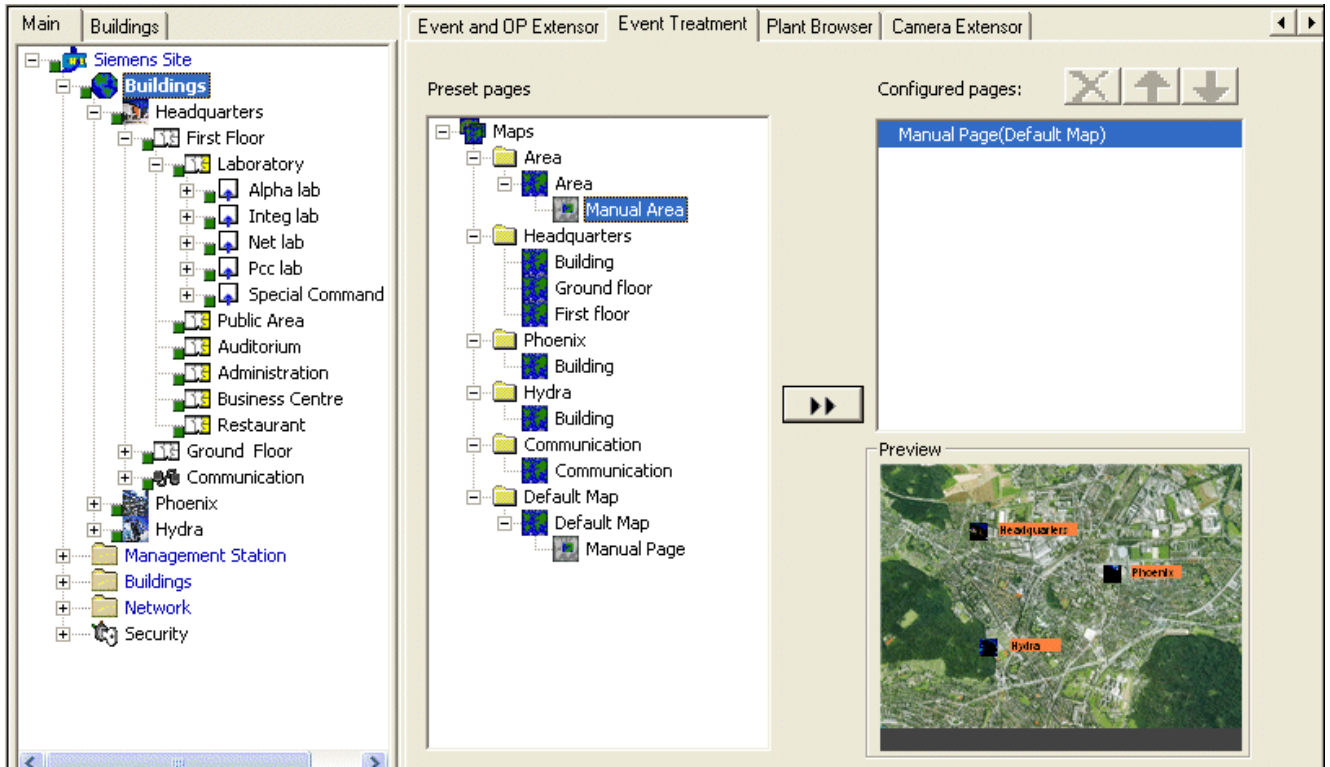 Main
Buildings
Siemens Site
Buildings
Headquarters
First Floor
Laboratory
Alpha lab
Integ lab
Net lab
Pcc lab
Special Command
Public Area
Auditorium
Administration
Business Centre
Restaurant
Ground Floor
Communication
Phoenix
Hydra
Management Station
Buildings
Network
Security
Event and OP Extensor
Event Treatment
Plant Browser
Camera Extensor
Preset pages
Maps
Area
Area
Manual Area
Headquarters
Building
Ground floor
First floor
Phoenix
Building
Hydra
Building
Communication
Communication
Default Map
Default Map
Manual Page
Configured pages:
Manual Page(Default Map)
Preview
Headquarters
Phoenix
Hydra